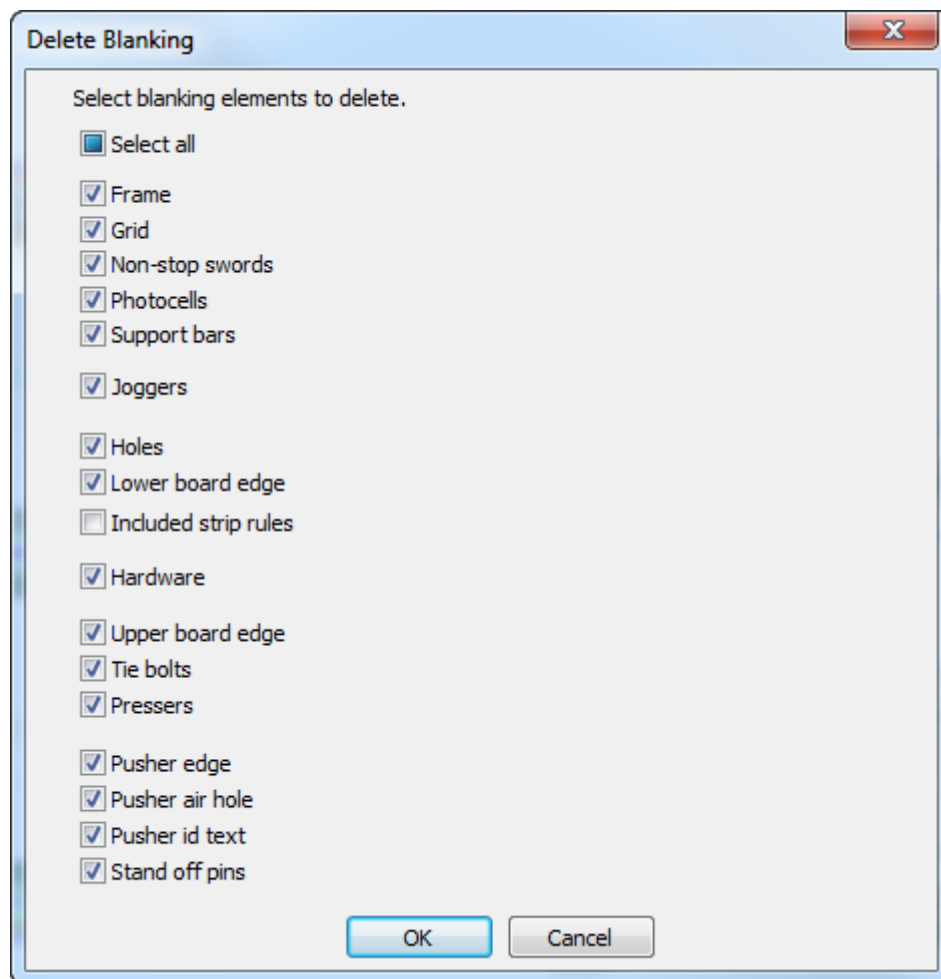 Delete Blanking
Select blanking elements to delete.
Select all
Frame
Grid
Non-stop swords
Photocells
Support bars
Joggers
Holes
Lower board edge
Included strip rules
Hardware
Upper board edge
Tie bolts
Pressers
Pusher edge
Pusher air hole
Pusher id text
Stand off pins
OK
Cancel